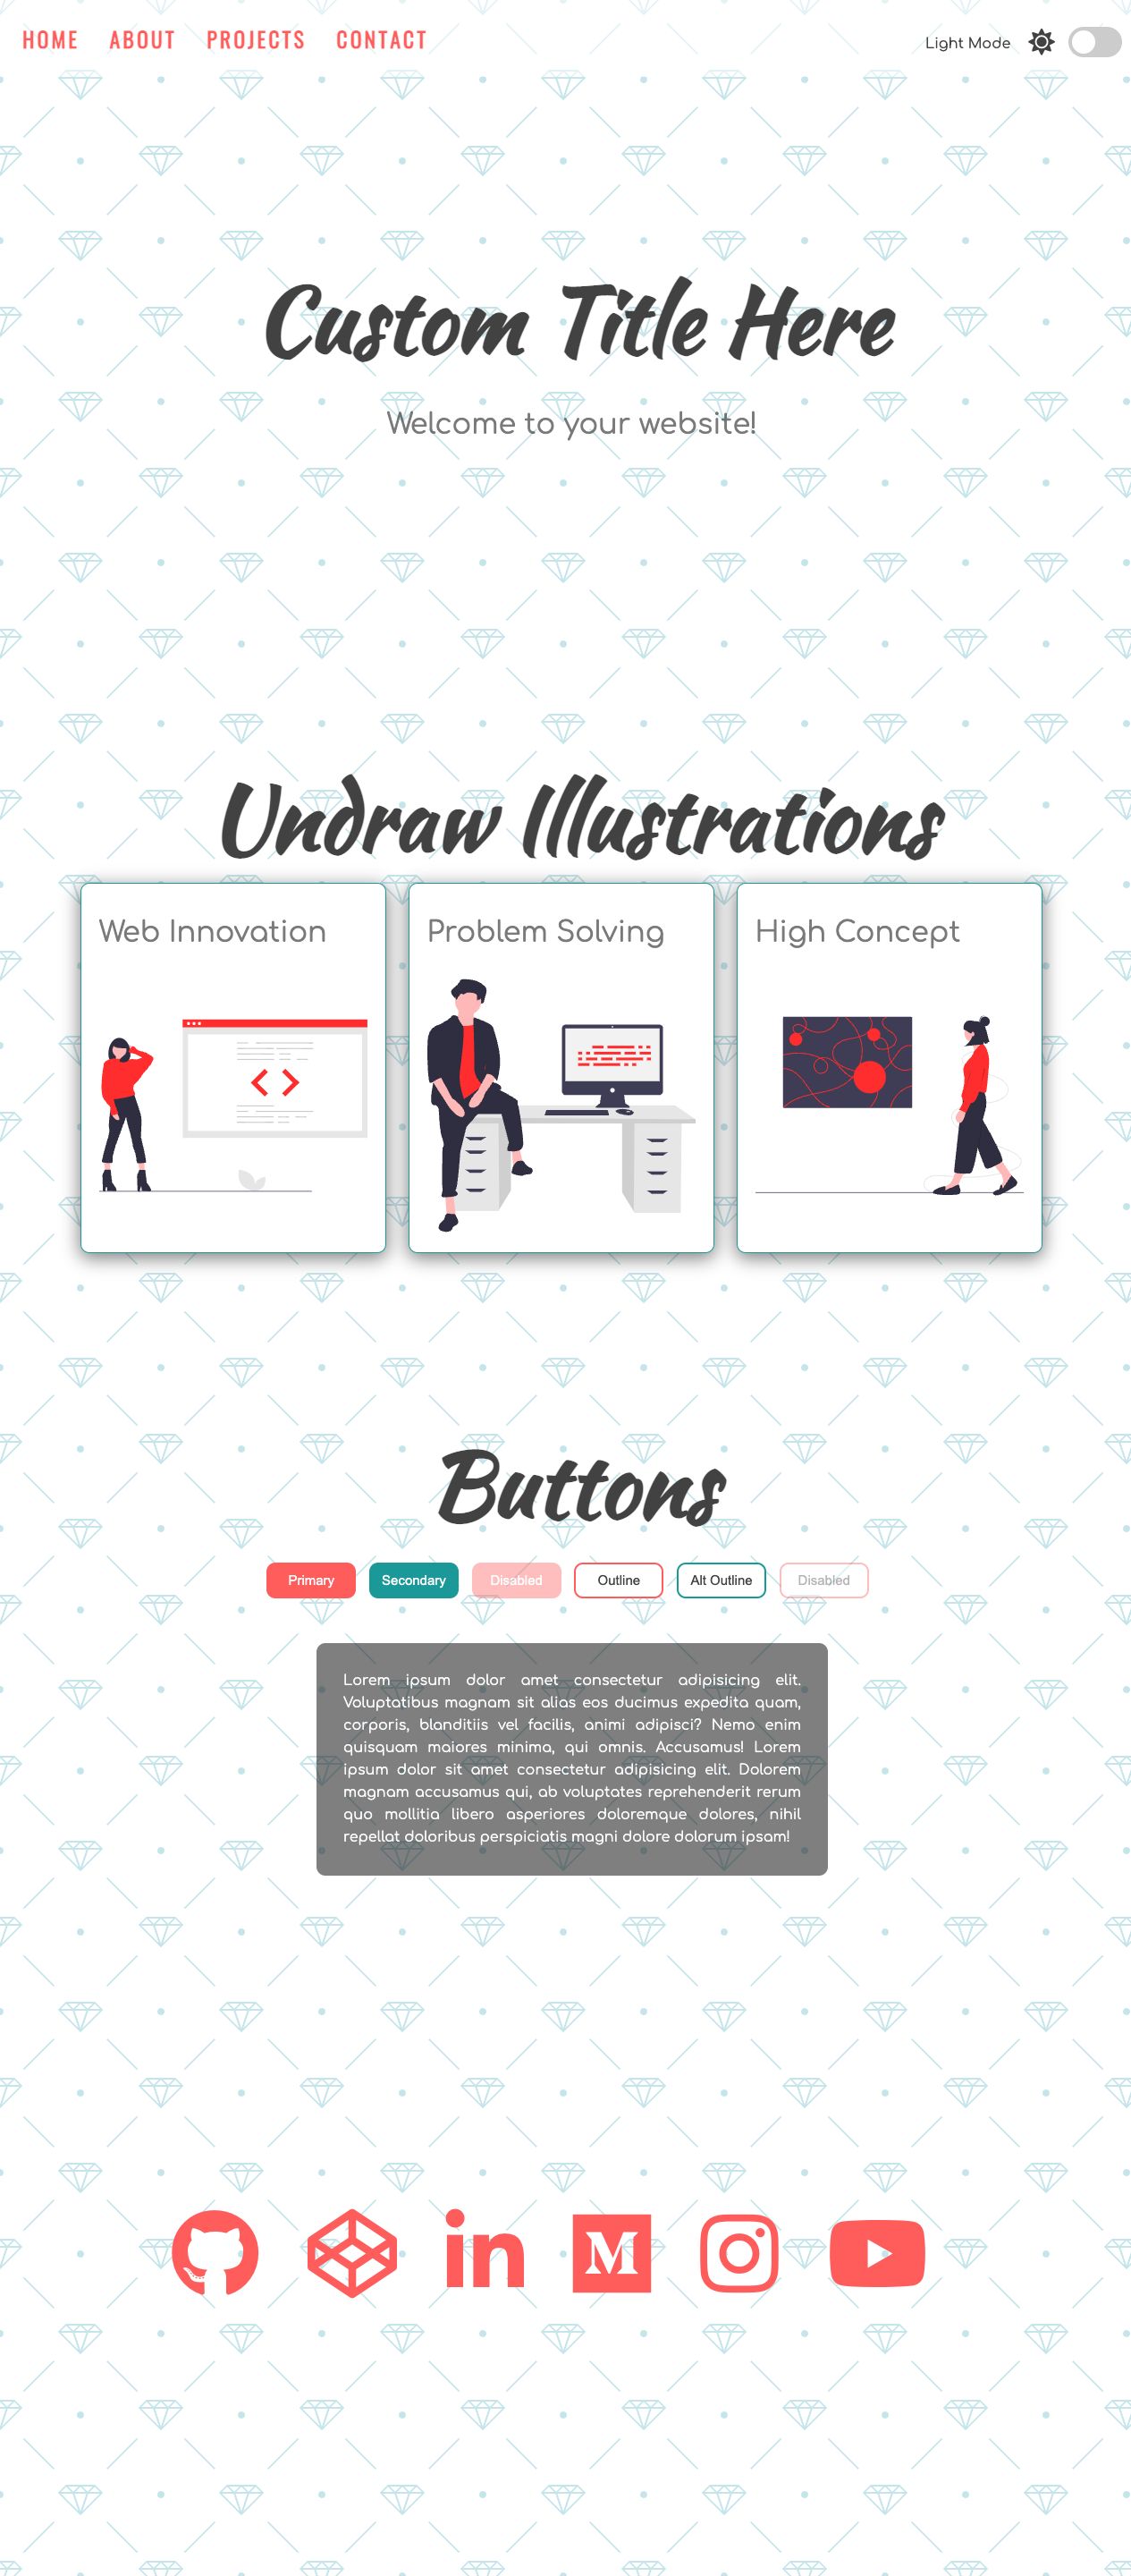 HOME ABOUT PROJECTS CONTACT Light Mode
Custom Title Here
Welcome to your website!
Undraw Illustrations
Web Innovation
Problem Solving
High Concept
Buttons
Primary Secondary Disabled Outline Alt Outline Disabled
Lorem ipsum dolor amet consectetur adipisicing elit.
Voluptatibus magnam sit alias eos ducimus expedita quam,
corporis, blanditiis vel facilis, animi adipisci? Nemo enim
quisquam maiores minima, qui omnis. Accusamus! Lorem
ipsum dolor sit amet consectetur adipisicing elit. Dolorem
magnam accusamus qui, ab voluptates reprehenderit rerum
quo mollitia libero asperiores doloremque dolores, nihil
repellat doloribus perspiciatis magni dolore dolorum ipsam!